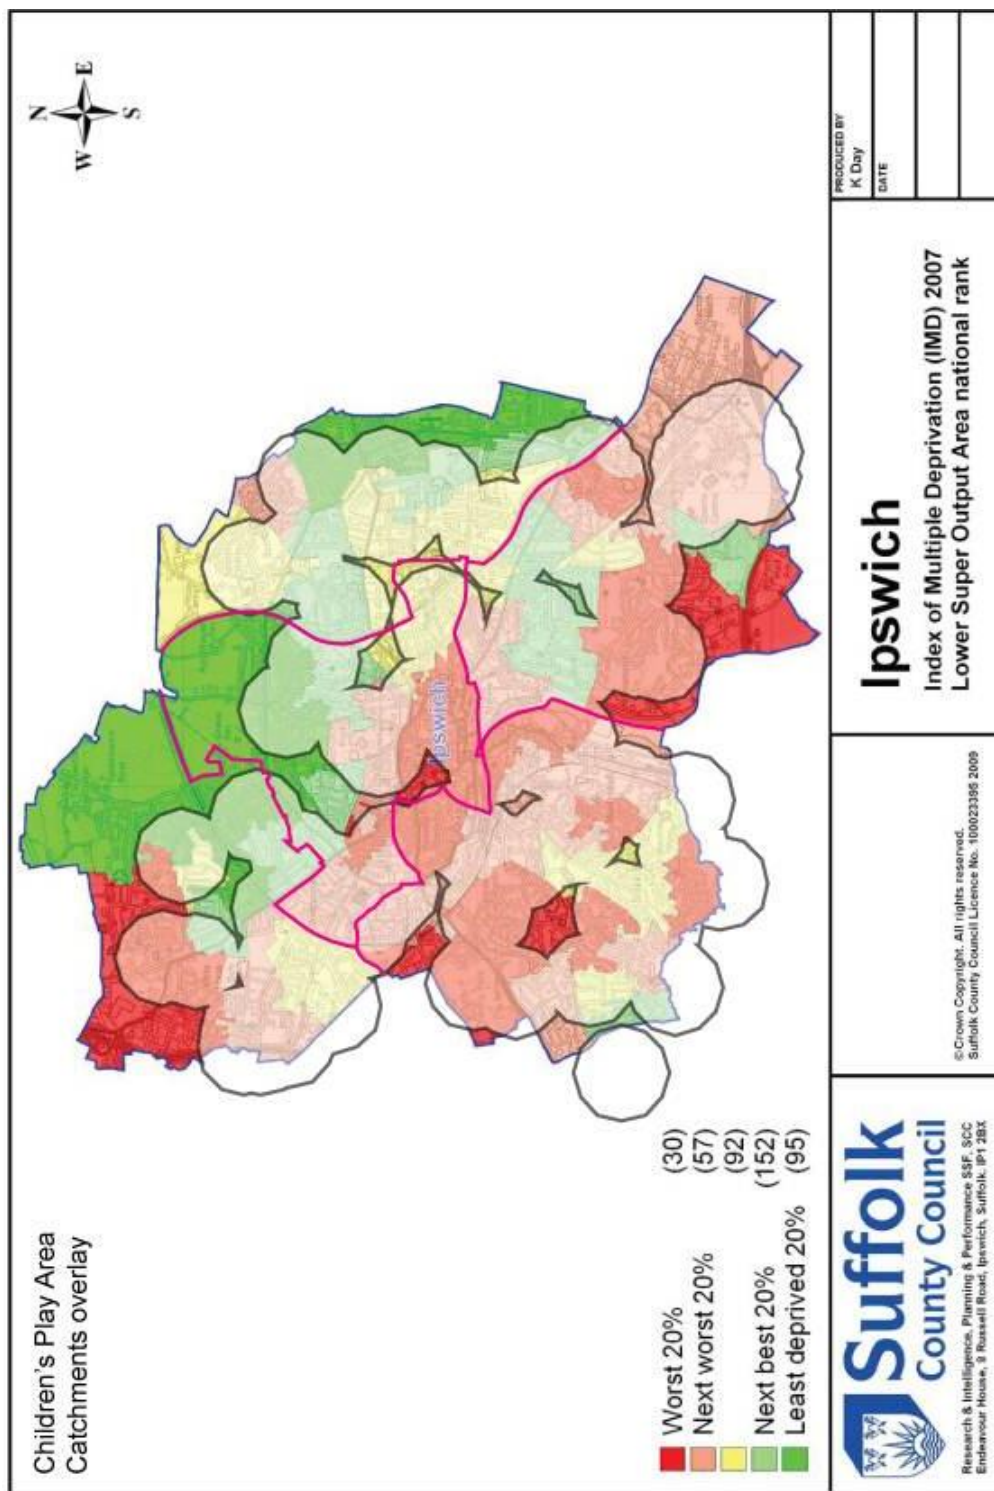 Children's Play Area
Catchments overlay
N
W
E
S
Ipswich
Worst 20% (30)
Next worst 20% (57)
(92)
Next best 20% (152)
Least deprived 20% (95)
Suffolk
County Council
Research & Intelligence, Planning & Performance SSF, SCC
Endeavour House, 8 Russell Road, Ipswich, Suffolk. IP1 2BX
©Crown Copyright. All rights reserved.
Suffolk County Council Licence No. 100023395 2009
Ipswich
Index of Multiple Deprivation (IMD) 2007
Lower Super Output Area national rank
PRODUCED BY
K Day
DATE